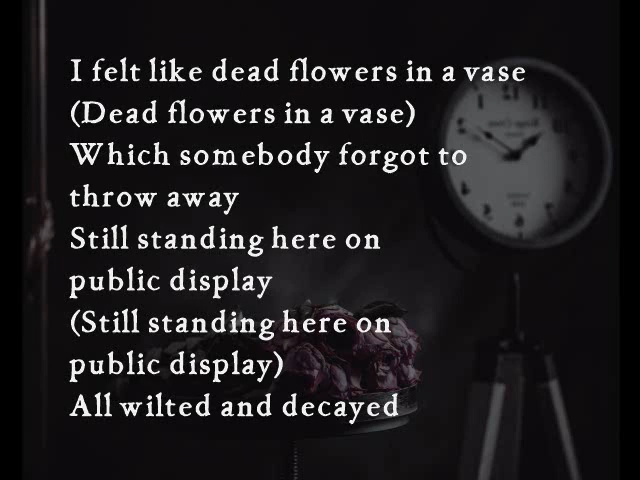 I felt like dead flowers in a vase
(Dead flowers in a vase)
Which somebody forgot to
throw away
Still standing here on
public display
(Still standing here on
public display)
All wilted and decayed